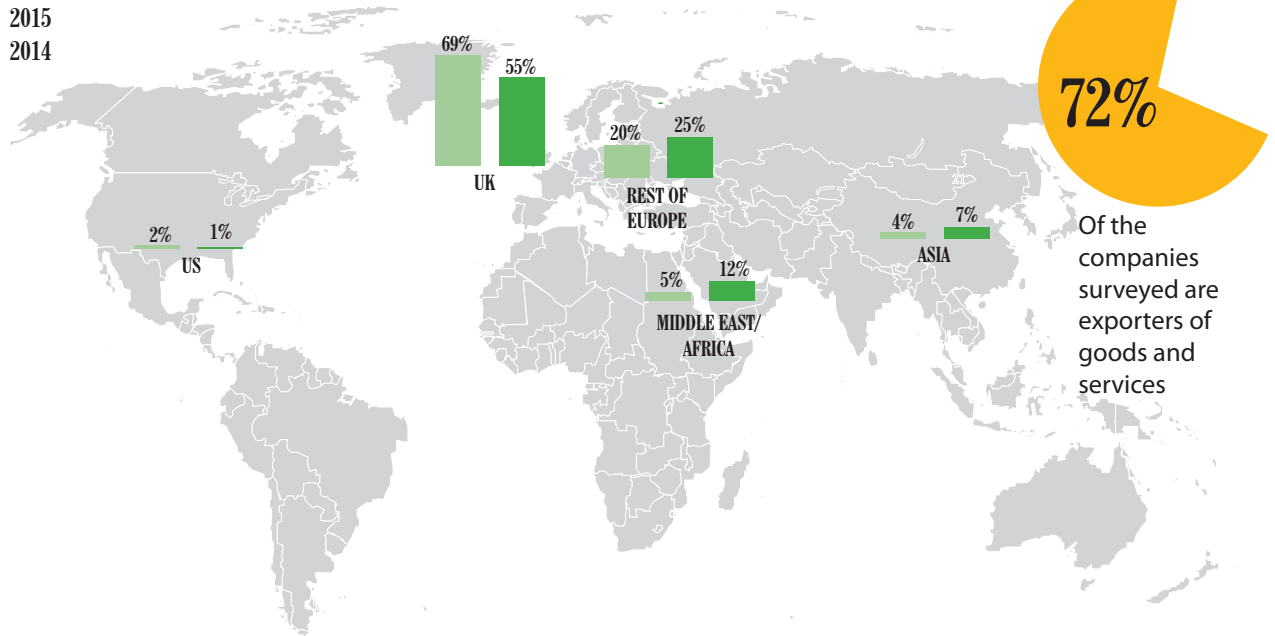 2015
2014
69%
55%
UK
20%
25%
REST OF
EUROPE
2%
1%
US
5%
12%
MIDDLE EAST/
AFRICA
4%
7%
ASIA
72%
Of the
companies
surveyed are
exporters of
goods and
services